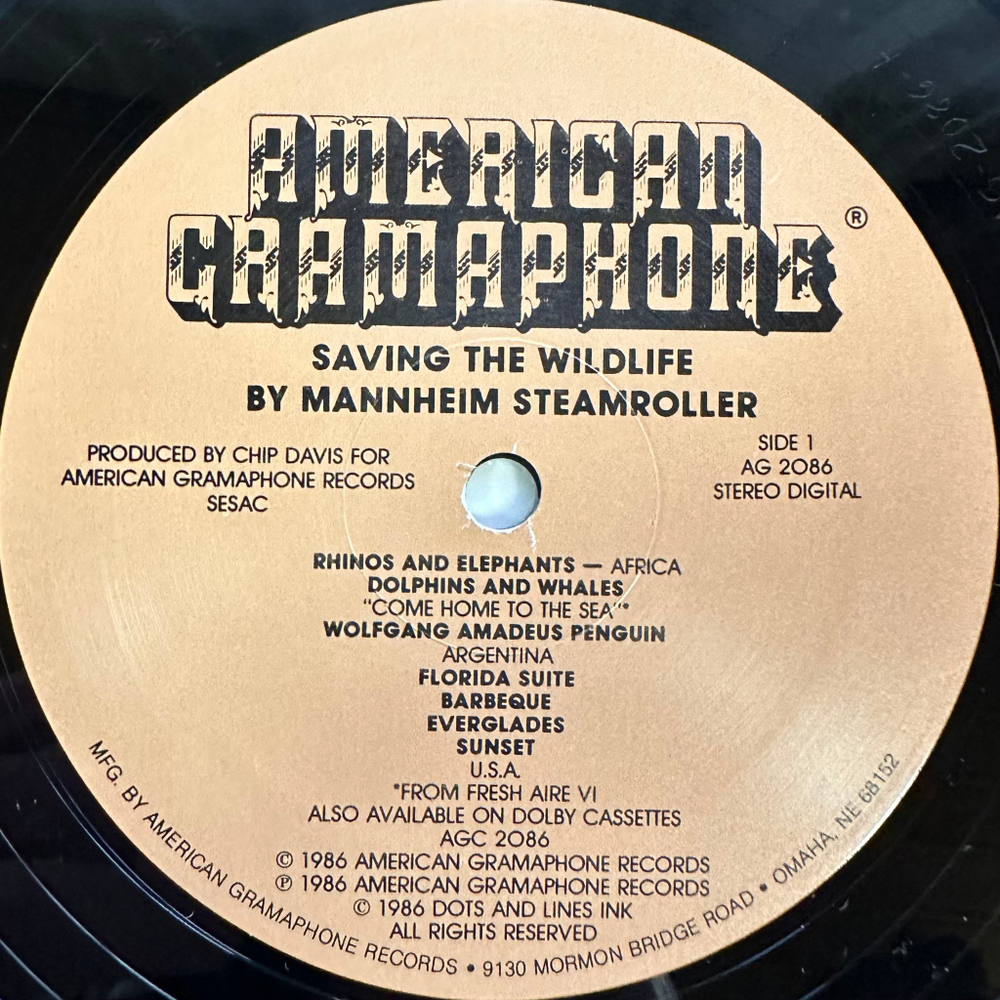 AMERICAN
GRAMAPHONE®
SAVING THE WILDLIFE
BY MANNHEIM STEAMROLLER
PRODUCED BY CHIP DAVIS FOR
AMERICAN GRAMAPHONE RECORDS
SESAC
SIDE 1
AG 2086
STEREO DIGITAL
RHINOS AND ELEPHANTS — AFRICA
DOLPHINS AND WHALES
"COME HOME TO THE SEA"*
WOLFGANG AMADEUS PENGUIN
ARGENTINA
FLORIDA SUITE
BARBEQUE
EVERGLADES
SUNSET
U.S.A.
*FROM FRESH AIRE VI
ALSO AVAILABLE ON DOLBY CASSETTES
AGC 2086
© 1986 AMERICAN GRAMAPHONE RECORDS
℗ 1986 AMERICAN GRAMAPHONE RECORDS
© 1986 DOTS AND LINES INK
ALL RIGHTS RESERVED
MFG. BY AMERICAN GRAMAPHONE RECORDS • 9130 MORMON BRIDGE ROAD • OMAHA, NE 68152